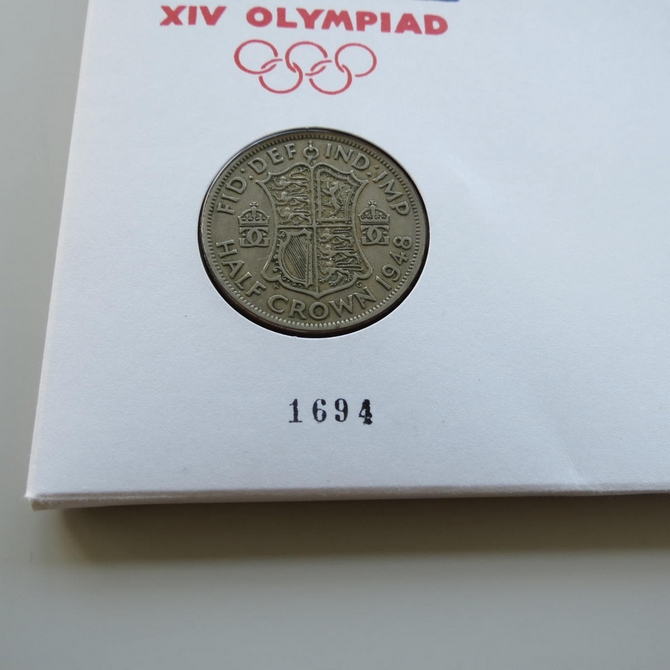 XIV OLYMPIAD
FID·DEF IND·IMP
HALF CROWN 1948
1694